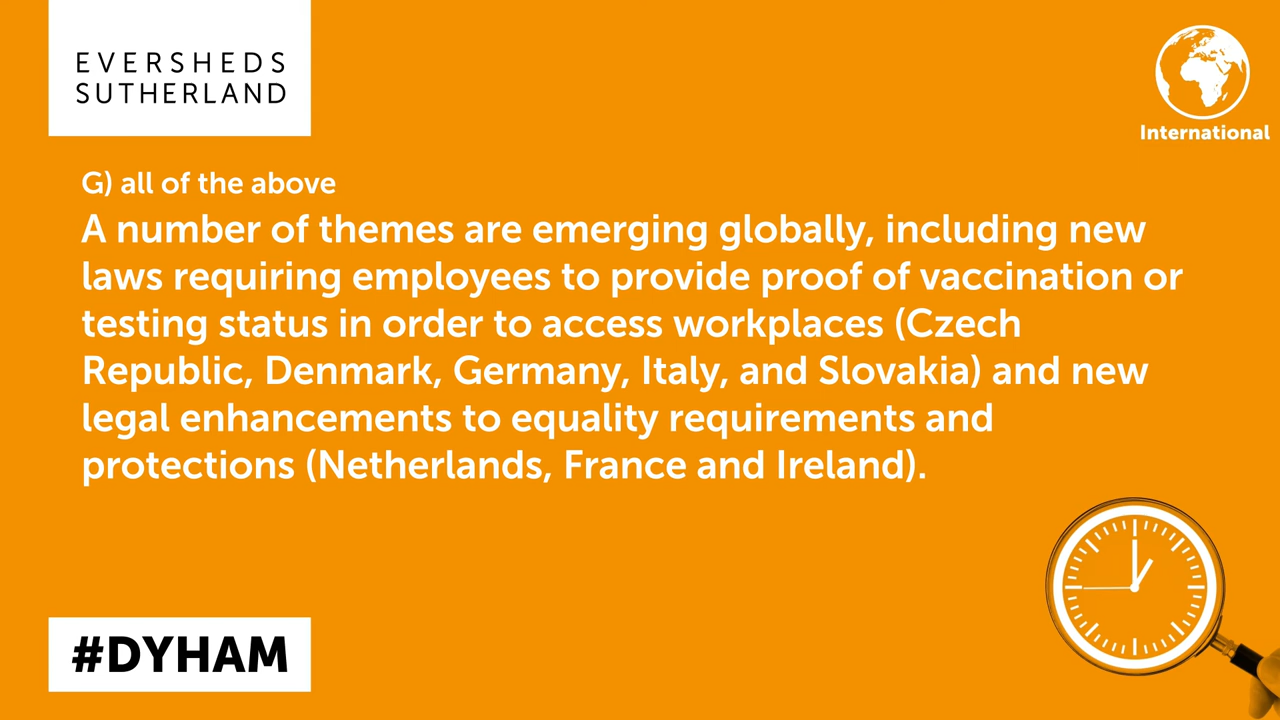 EVERSHEDS
SUTHERLAND
International
G) all of the above
A number of themes are emerging globally, including new
laws requiring employees to provide proof of vaccination or
testing status in order to access workplaces (Czech
Republic, Denmark, Germany, Italy, and Slovakia) and new
legal enhancements to equality requirements and
protections (Netherlands, France and Ireland).
#DYHAM